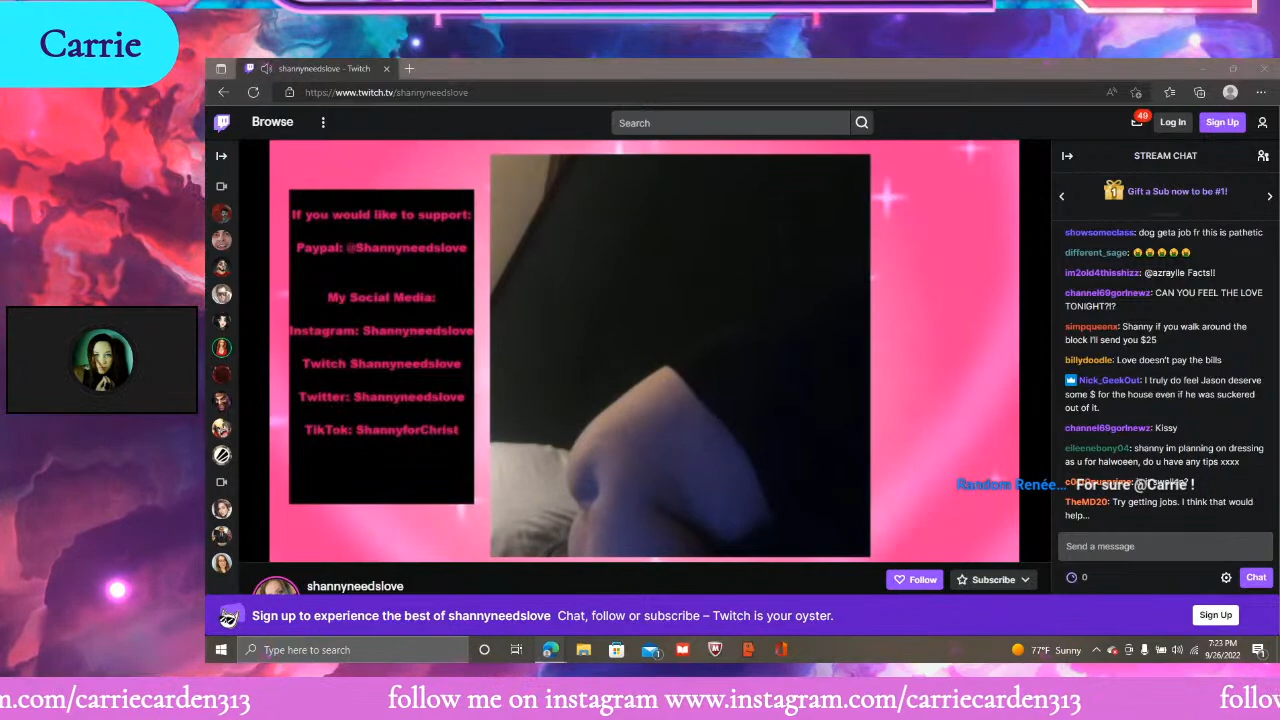 Carrie
shannyneedslove - Twitch
https://www.twitch.tv/shannyneedslove
Browse
Search
49
Log In
Sign Up
If you would like to support:
Paypal: @Shannyneedslove
My Social Media:
Instagram: Shannyneedslove
Twitch Shannyneedslove
Twitter: Shannyneedslove
TikTok: ShannyforChrist
STREAM CHAT
1
Gift a Sub now to be #1!
showsomeclass: dog geta job fr this is pathetic
different_sage:
im2old4thisshizz: @azraylle Facts!!
channel69gorlnewz: CAN YOU FEEL THE LOVE
TONIGHT?!?
simpqueenx: Shanny if you walk around the
block I'll send you $25
billydoodle: Love doesn't pay the bills
Nick_GeekOut: I truly do feel Jason deserve
some $ for the house even if he was suckered
out of it.
channel69gorlnewz: Kissy
eileenebony04: shanny im planning on dressing
as u for halwoeen, do u have any tips xxxx
Random Renée... For sure @Carrie !
TheMD20: Try getting jobs. I think that would
help...
Send a message
0
Chat
shannyneedslove
Follow
Subscribe
Sign up to experience the best of shannyneedslove Chat, follow or subscribe – Twitch is your oyster.
Sign Up
Type here to search
77°F Sunny
7:23 PM
9/26/2022
m.com/carriecarden313
follow me on instagram www.instagram.com/carriecarden313
follow